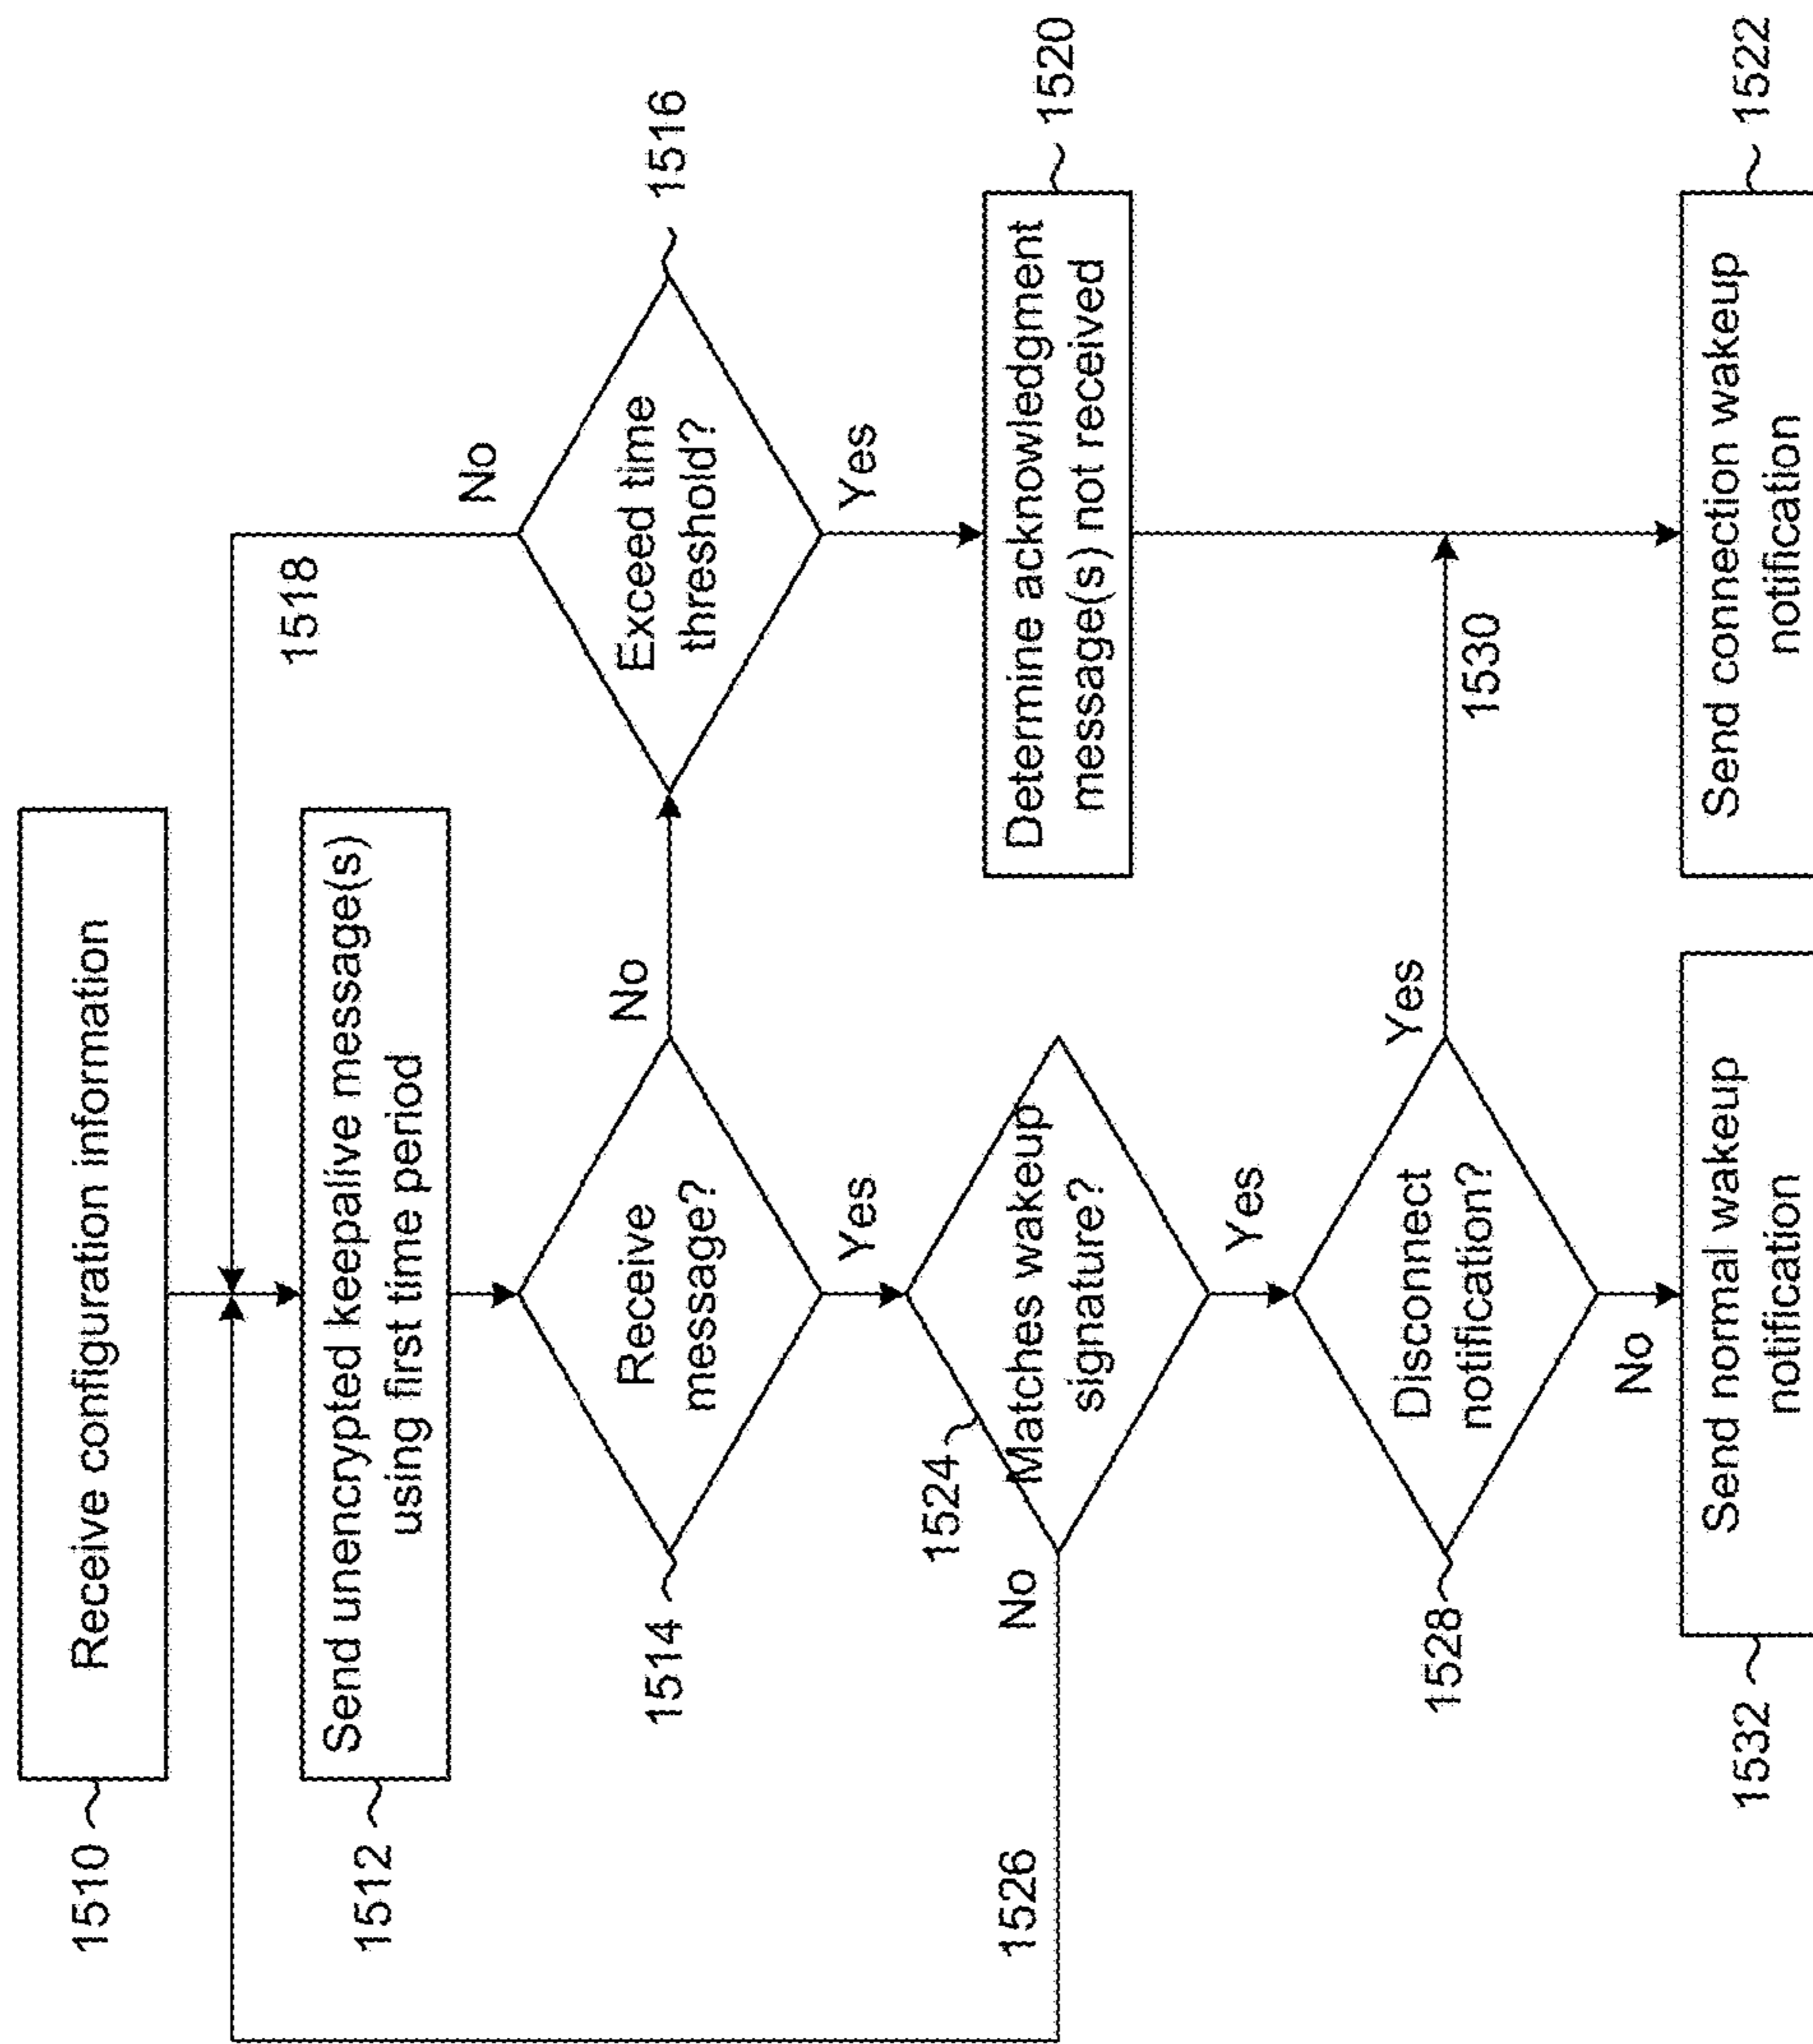 1510
Receive configuration information
1518
1512
Send unencrypted keepalive message(s)
using first time period
No
1514
Receive
message?
No
Exceed time
threshold?
1516
Yes
Yes
1524
Matches wakeup
signature?
No
1526
Determine acknowledgment
message(s) not received
1520
Yes
1528
Disconnect
notification?
Yes
1530
No
1532
Send normal wakeup
notification
Send connection wakeup
notification
1522